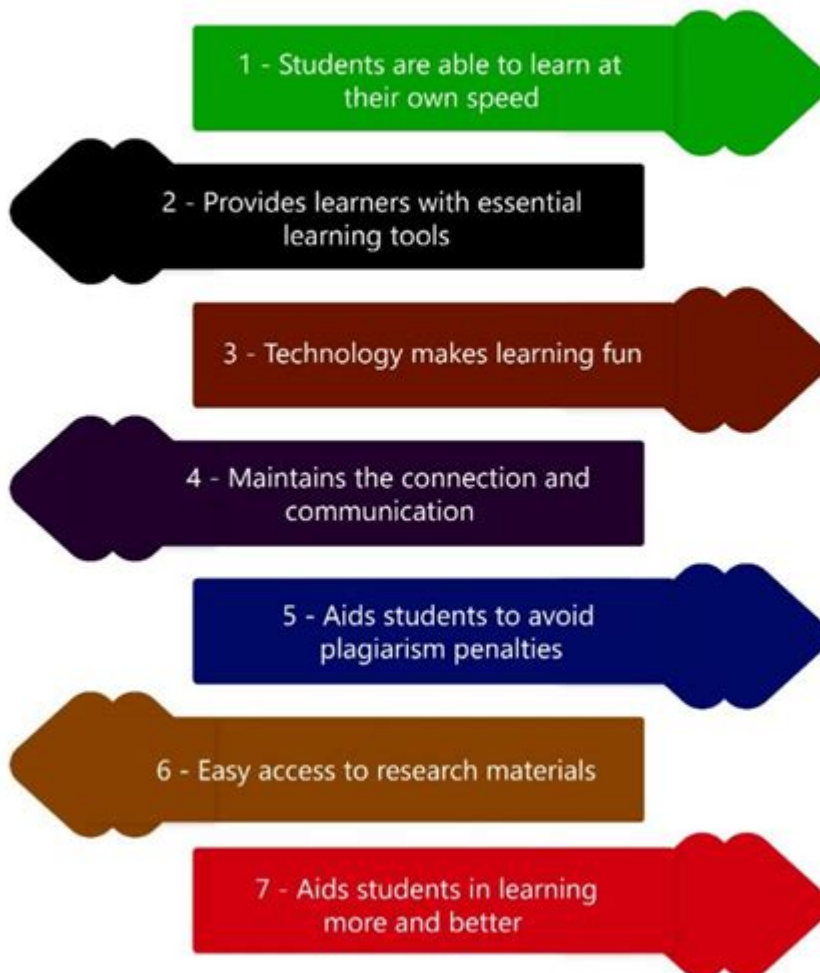 1 - Students are able to learn at
their own speed
2 - Provides learners with essential
learning tools
3 - Technology makes learning fun
4 - Maintains the connection and
communication
5 - Aids students to avoid
plagiarism penalties
6 - Easy access to research materials
7 - Aids students in learning
more and better